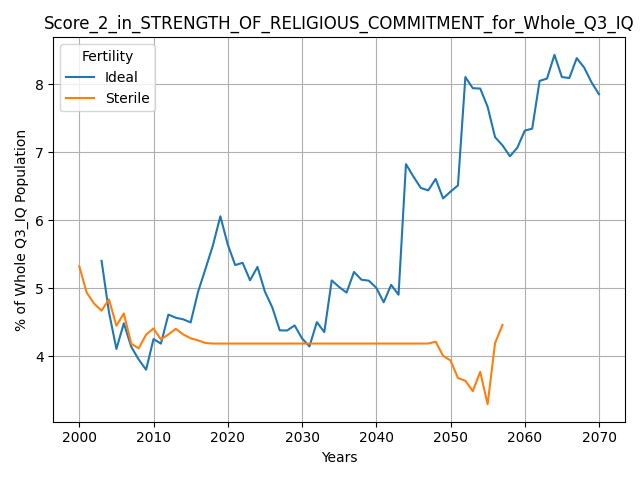 Score_2_in_STRENGTH_OF_RELIGIOUS_COMMITMENT_for_Whole_Q3_IQ
Fertility
Ideal
Sterile
% of Whole Q3_IQ Population
8
7
6
5
4
2000 2010 2020 2030 2040 2050 2060 2070
Years